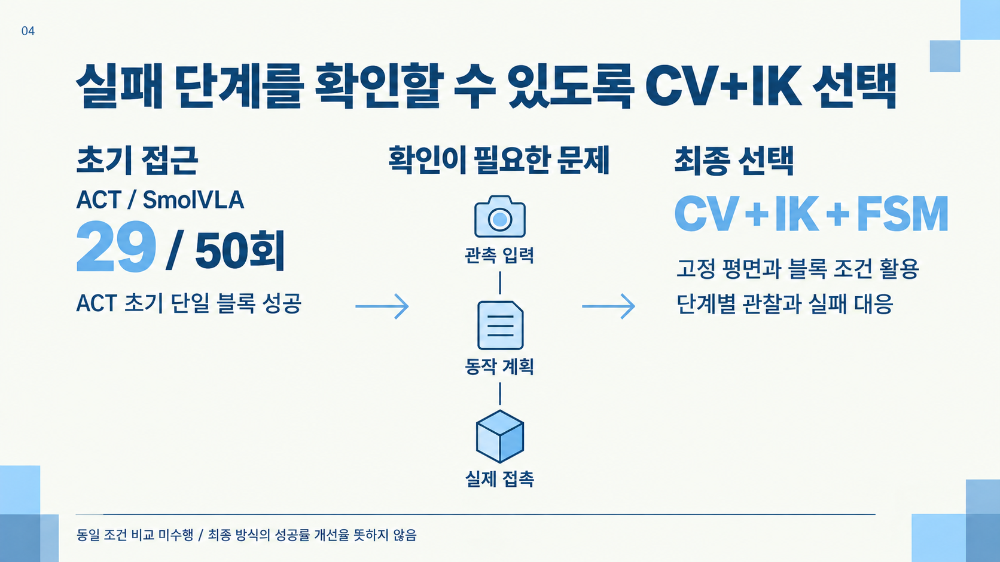 04
실패 단계를 확인할 수 있도록 CV+IK 선택
초기 접근
ACT / SmolVLA
29 / 50회
ACT 초기 단일 블록 성공
확인이 필요한 문제
관측 입력
동작 계획
실제 접촉
최종 선택
CV + IK + FSM
고정 평면과 블록 조건 활용
단계별 관찰과 실패 대응
동일 조건 비교 미수행 / 최종 방식의 성공률 개선율 뜻하지 않음